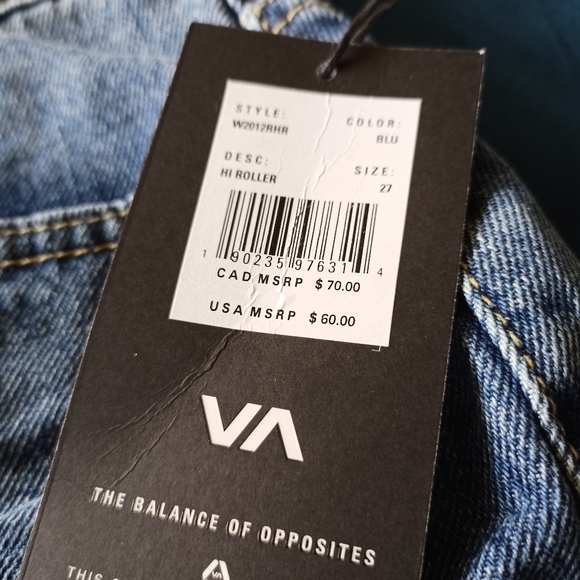 STYLE: COLOR:
W2012RHR BLU
DESC: SIZE:
HI ROLLER 27
1 90235 97631 4
CAD MSRP $70.00
USA MSRP $60.00
VA
THE BALANCE OF OPPOSITES
THIS